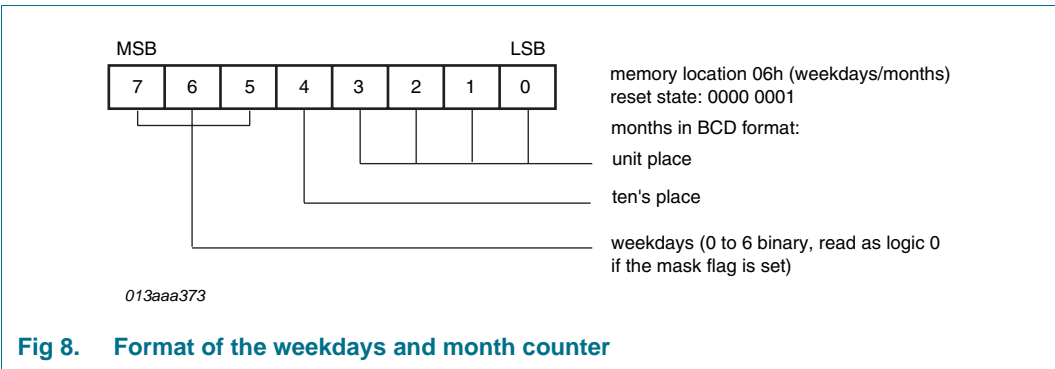 MSB LSB
7 6 5 4 3 2 1 0
memory location 06h (weekdays/months)
reset state: 0000 0001
months in BCD format:
unit place
ten's place
weekdays (0 to 6 binary, read as logic 0
if the mask flag is set)
013aaa373
Fig 8. Format of the weekdays and month counter